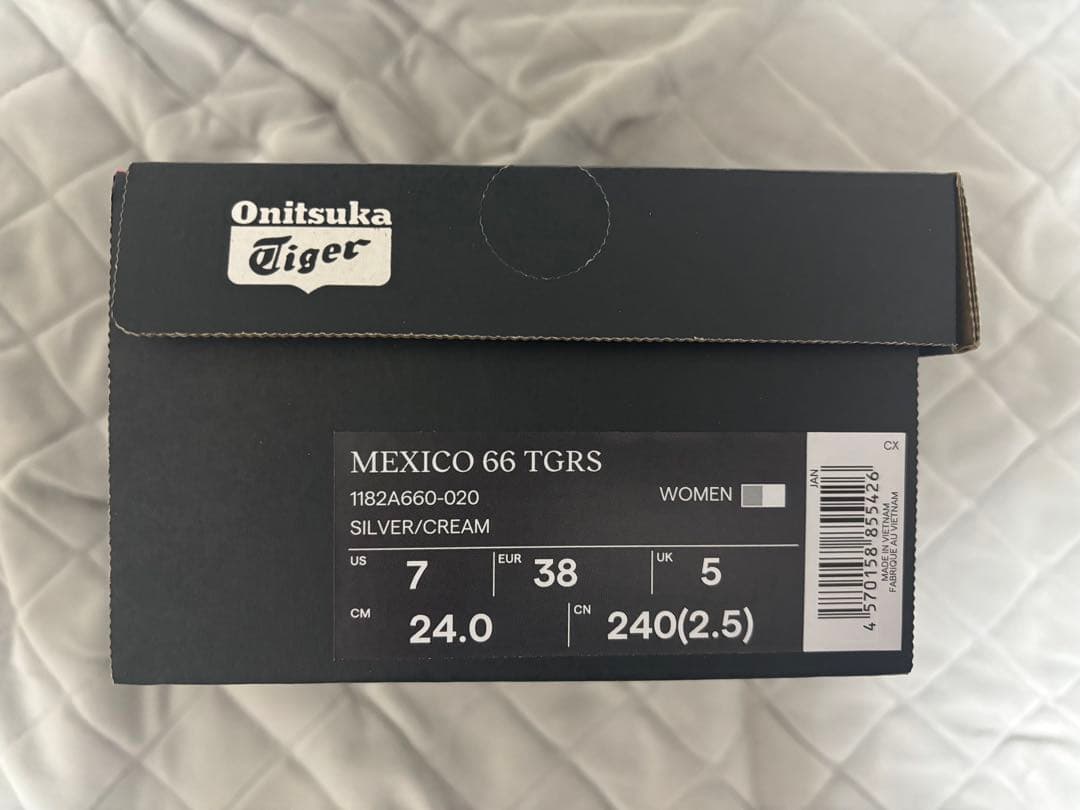 Onitsuka
Tiger
MEXICO 66 TGRS
1182A660-020
WOMEN
SILVER/CREAM
US 7 EUR 38 UK 5
CM 24.0 CN 240(2.5)
CX
JAN
4570158855426
MADE IN VIETNAM
FABRIQUE AU VIETNAM